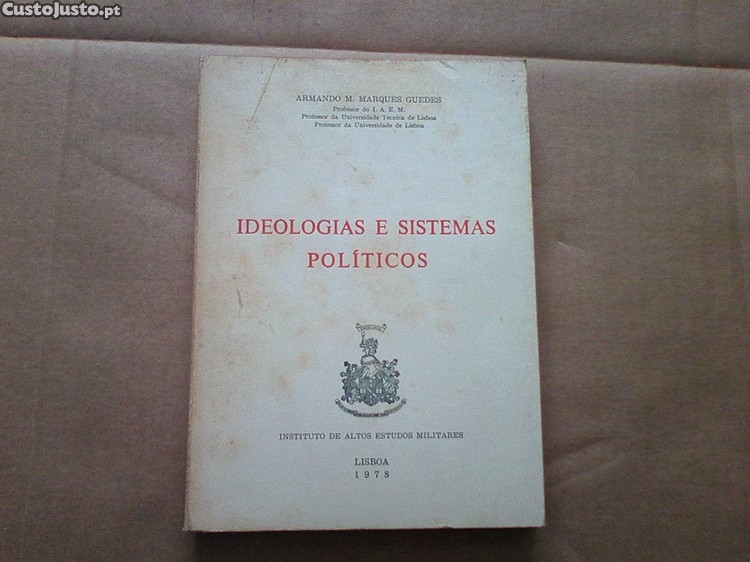 CustoJusto.pt
ARMANDO M. MARQUES GUEDES
Professor do I. A. E. M.
Professor da Universidade Técnica de Lisboa
Professor da Universidade de Lisboa
IDEOLOGIAS E SISTEMAS
POLÍTICOS
INSTITUTO DE ALTOS ESTUDOS MILITARES
LISBOA
1978